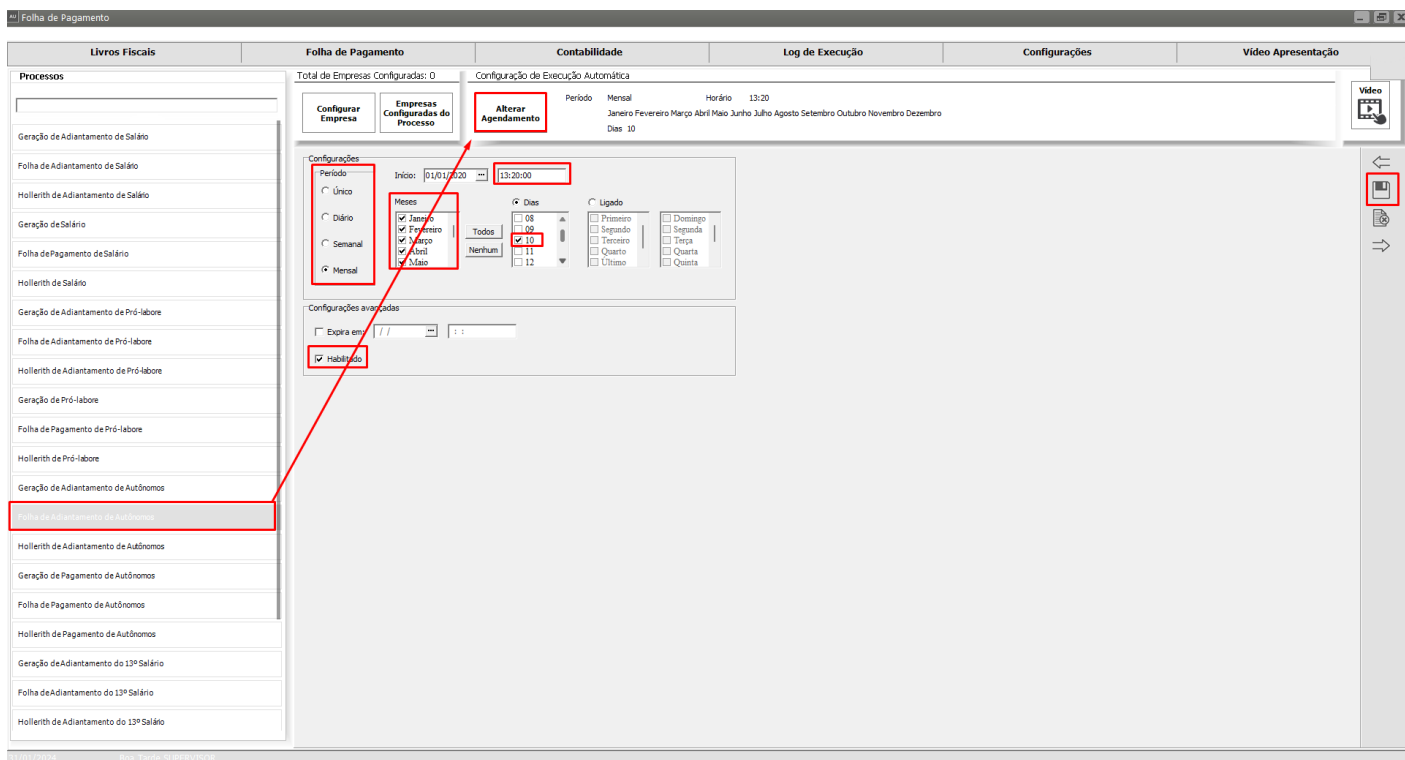 AU Folha de Pagamento
Livros Fiscais
Folha de Pagamento
Contabilidade
Log de Execução
Configurações
Vídeo Apresentação
Processos
Geração de Adiantamento de Salário
Folha de Adiantamento de Salário
Hollerith de Adiantamento de Salário
Geração de Salário
Folha de Pagamento de Salário
Hollerith de Salário
Geração de Adiantamento de Pró-labore
Folha de Adiantamento de Pró-labore
Hollerith de Adiantamento de Pró-labore
Geração de Pró-labore
Folha de Pagamento de Pró-labore
Hollerith de Pró-labore
Geração de Adiantamento de Autônomos
Folha de Adiantamento de Autônomos
Hollerith de Adiantamento de Autônomos
Geração de Pagamento de Autônomos
Folha de Pagamento de Autônomos
Hollerith de Pagamento de Autônomos
Geração de Adiantamento do 13º Salário
Folha de Adiantamento do 13º Salário
Hollerith de Adiantamento do 13º Salário
Total de Empresas Configuradas: 0
Configurar
Empresa
Empresas
Configuradas do
Processo
Configuração de Execução Automática
Alterar
Agendamento
Período Mensal Horário 13:20
Janeiro Fevereiro Março Abril Maio Junho Julho Agosto Setembro Outubro Novembro Dezembro
Dias 10
Vídeo
Configurações
Período
Único
Diário
Semanal
Mensal
Início: 01/01/2020 ... 13:20:00
Meses
Janeiro
Fevereiro
Março
Abril
Maio
Todos
Nenhum
Dias
08
09
10
11
12
Ligado
Primeiro
Segundo
Terceiro
Quarto
Último
Domingo
Segunda
Terça
Quarta
Quinta
Configurações avançadas
Expira em: / / ... : :
Habilitado
31/01/2024 Boa Tarde SUPERVISOR